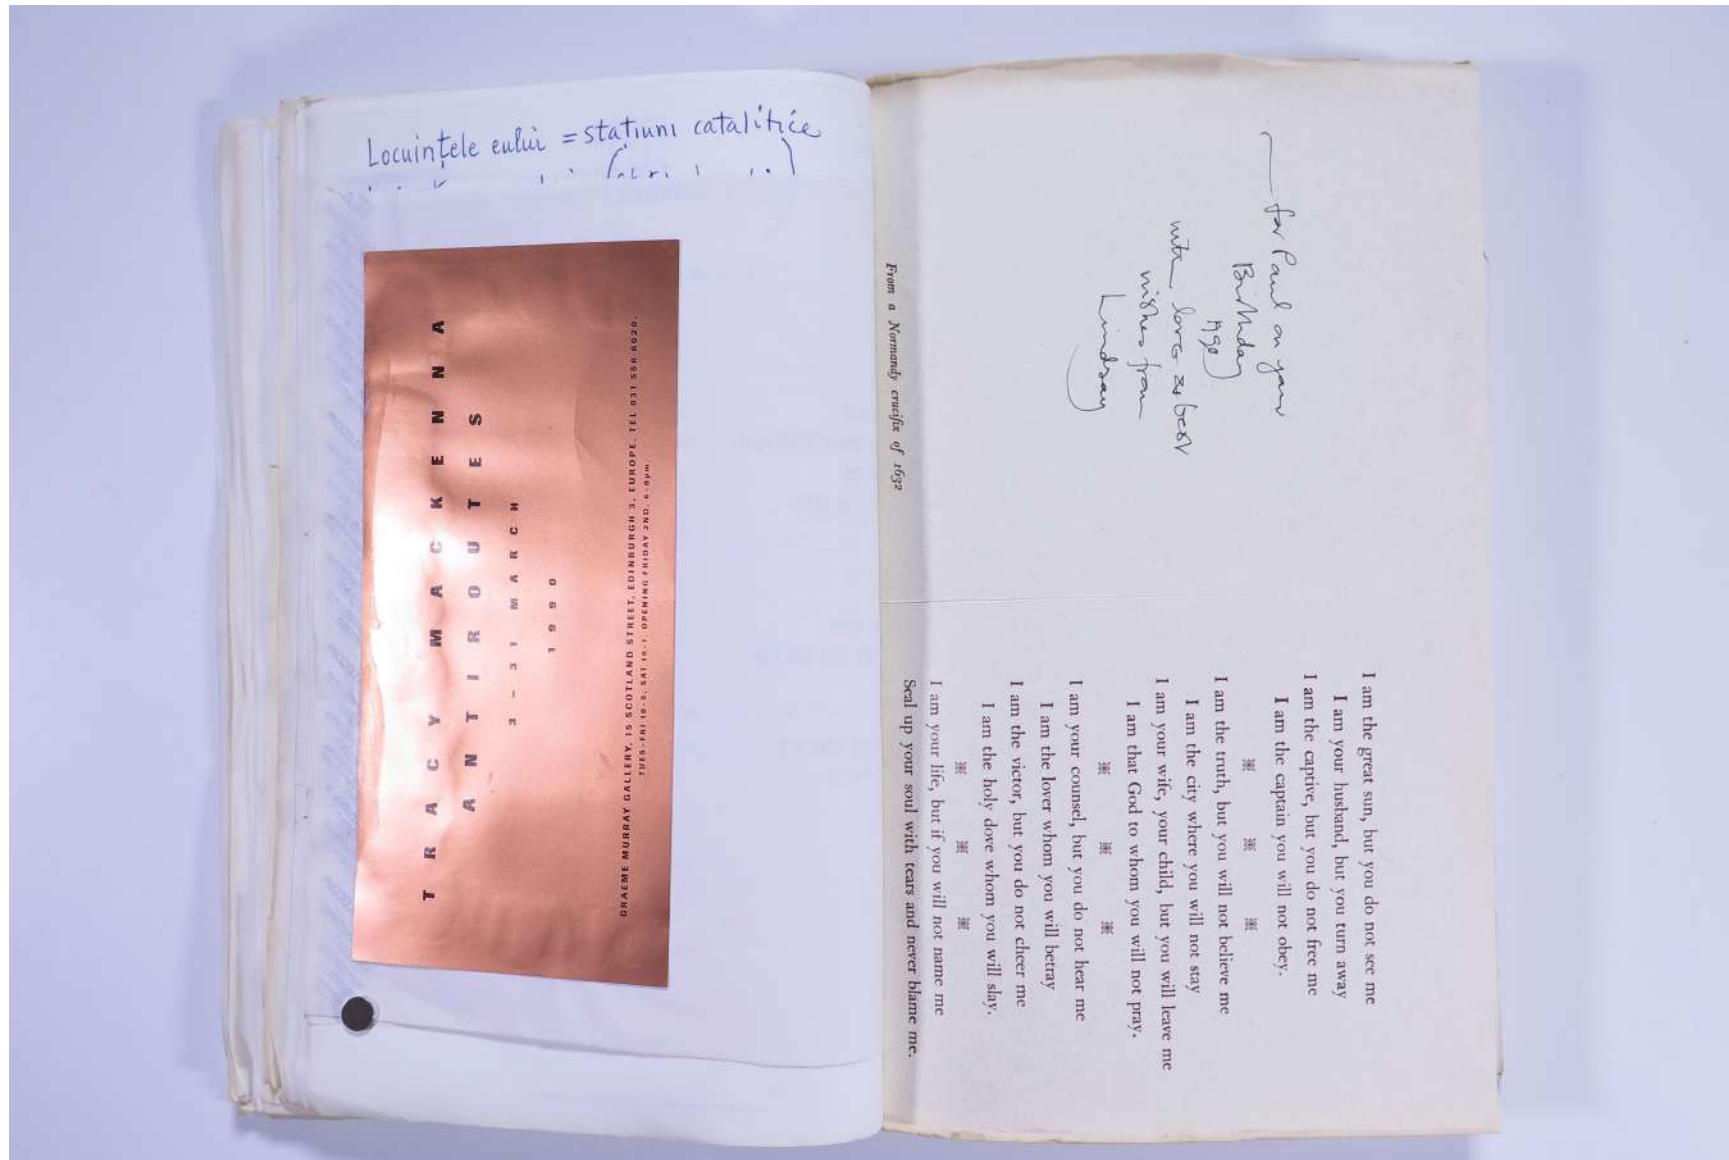 Locuințele eului = stațiuni catalitice
TRACY MACKENNA
ANTIROUTES
3 – 31 MARCH
1990
GRAEME MURRAY GALLERY, 15 SCOTLAND STREET, EDINBURGH 3, EUROPE. TEL 031 556 6020.
TUES-FRI 10-5, SAT 10-1. OPENING FRIDAY 2ND, 6-8pm.
— for Paul on your
Birthday
with love & best
wishes from
Lindsay
From a Normandy crucifix of 1632
I am the great sun, but you do not see me
I am your husband, but you turn away
I am the captive, but you do not free me
I am the captain you will not obey.
I am the truth, but you will not believe me
I am the city where you will not stay
I am your wife, your child, but you will leave me
I am that God to whom you will not pray.
I am your counsel, but you do not hear me
I am the lover whom you will betray
I am the victor, but you do not cheer me
I am the holy dove whom you will slay.
I am your life, but if you will not name me
Seal up your soul with tears and never blame me.